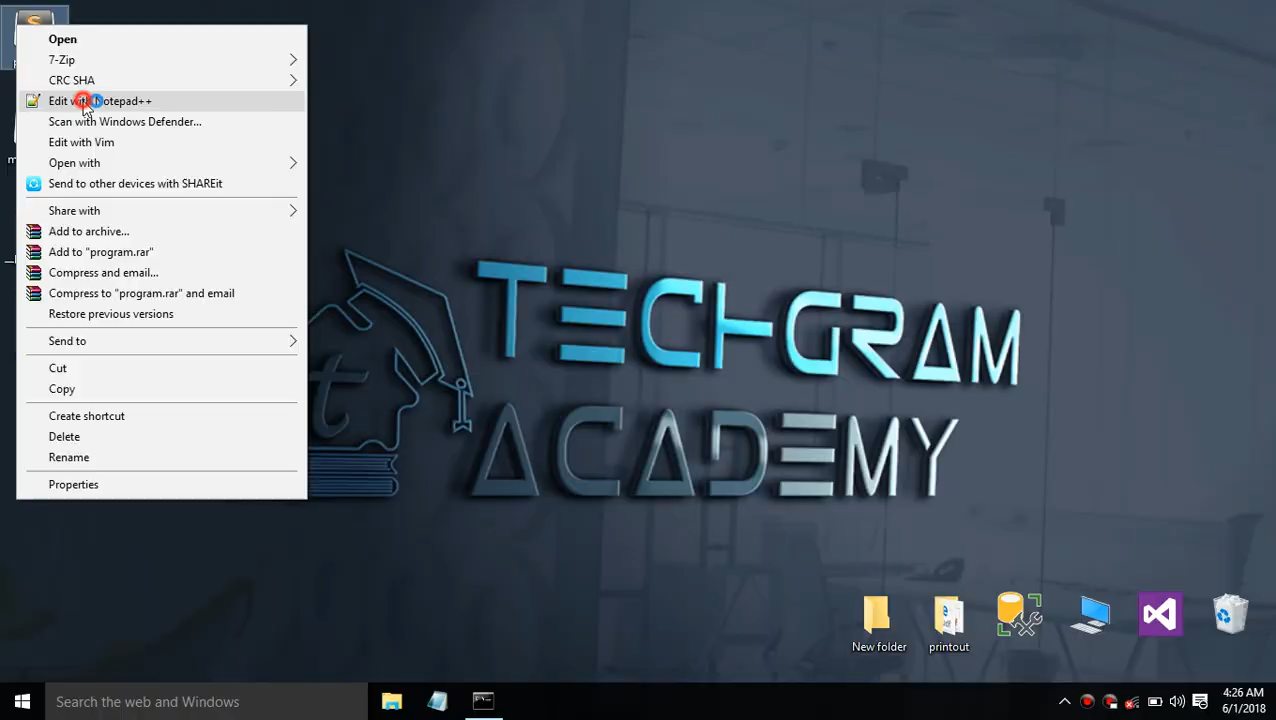 Open
7-Zip
CRC SHA
Edit with Notepad++
Scan with Windows Defender...
Edit with Vim
Open with
Send to other devices with SHAREit
Share with
Add to archive...
Add to "program.rar"
Compress and email...
Compress to "program.rar" and email
Restore previous versions
Send to
Cut
Copy
Create shortcut
Delete
Rename
Properties
TECHGRAM
ACADEMY
New folder
printout
Search the web and Windows
4:26 AM
6/1/2018